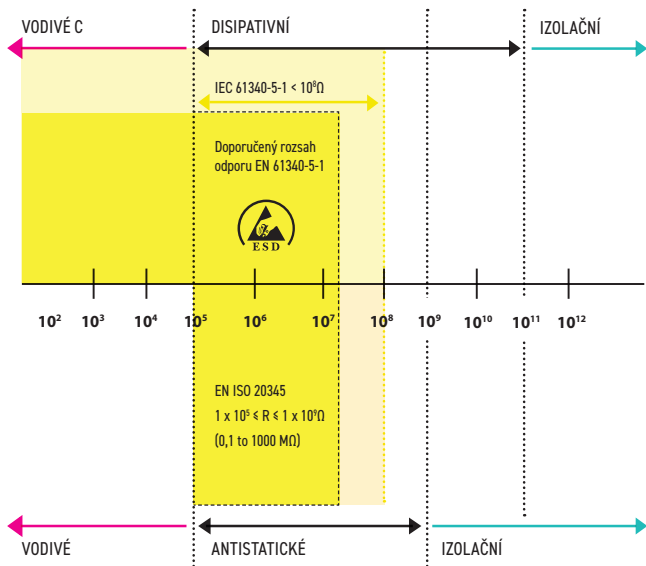 VODIVÉ C
DISIPATIVNÍ
IZOLAČNÍ
IEC 61340-5-1 < 10⁸Ω
Doporučený rozsah
odporu EN 61340-5-1
ESD
10² 10³ 10⁴ 10⁵ 10⁶ 10⁷ 10⁸ 10⁹ 10¹⁰ 10¹¹ 10¹²
EN ISO 20345
1 x 10⁵ ≤ R ≤ 1 x 10⁹Ω
(0,1 to 1000 MΩ)
VODIVÉ
ANTISTATICKÉ
IZOLAČNÍ